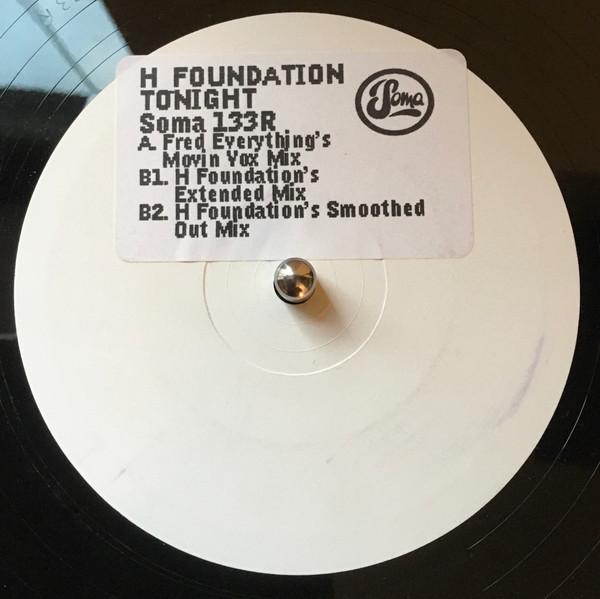 H FOUNDATION
TONIGHT
Soma 133R
Soma
A. Fred Everything's
Movin Vox Mix
B1. H Foundation's
Extended Mix
B2. H Foundation's Smoothed
Out Mix